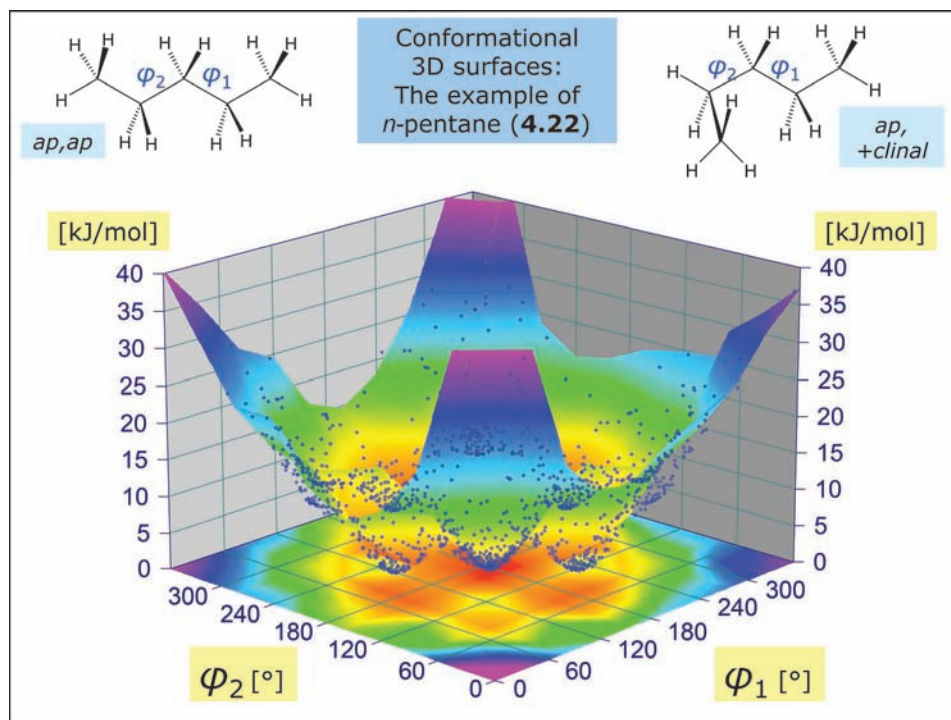 H H H H H H
φ2 φ1
H H H H H H
ap,ap
Conformational
3D surfaces:
The example of
n-pentane (4.22)
H H H H
φ2 φ1 H
H H H H H
H H
ap,
+clinal
[kJ/mol]
40
35
30
25
20
15
10
5
0
[kJ/mol]
40
35
30
25
20
15
10
5
0
300
240
180
120
60
0
0
60
120
180
240
300
φ2 [°]
φ1 [°]